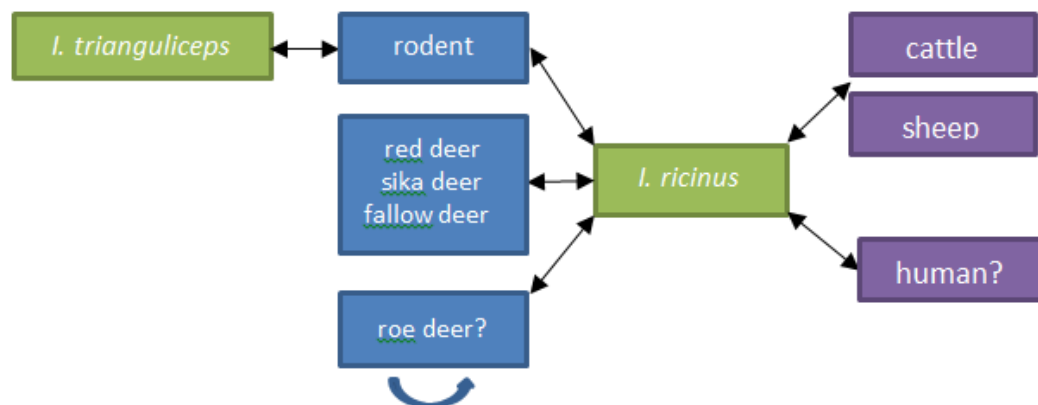 I. trianguliceps
rodent
red deer
sika deer
fallow deer
roe deer?
I. ricinus
cattle
sheep
human?